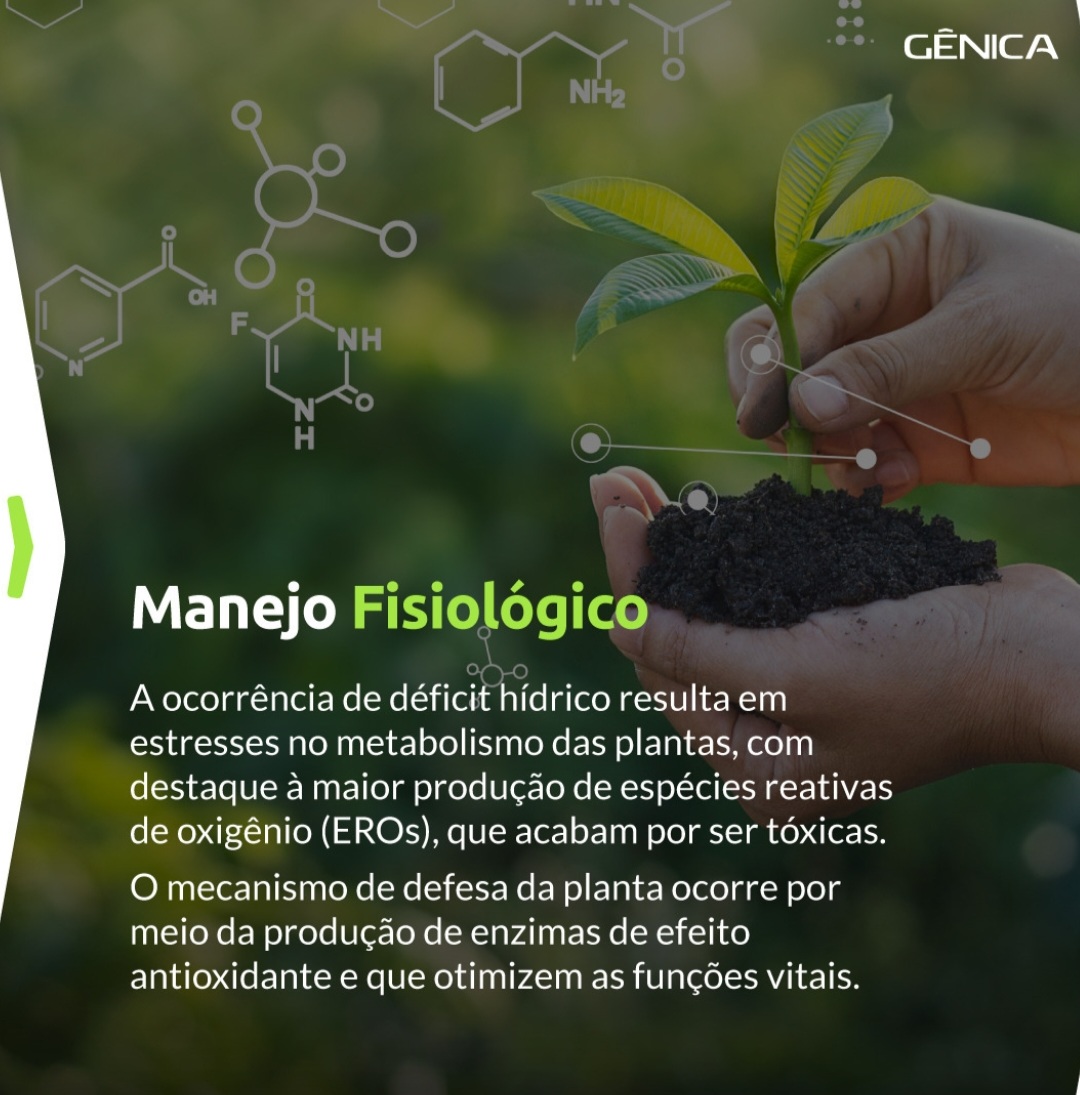 HN
O
NH2
GÊNICA
O
OH
N
O
F
NH
N
H
O
Manejo Fisiológico
A ocorrência de déficit hídrico resulta em
estresses no metabolismo das plantas, com
destaque à maior produção de espécies reativas
de oxigênio (EROs), que acabam por ser tóxicas.
O mecanismo de defesa da planta ocorre por
meio da produção de enzimas de efeito
antioxidante e que otimizem as funções vitais.